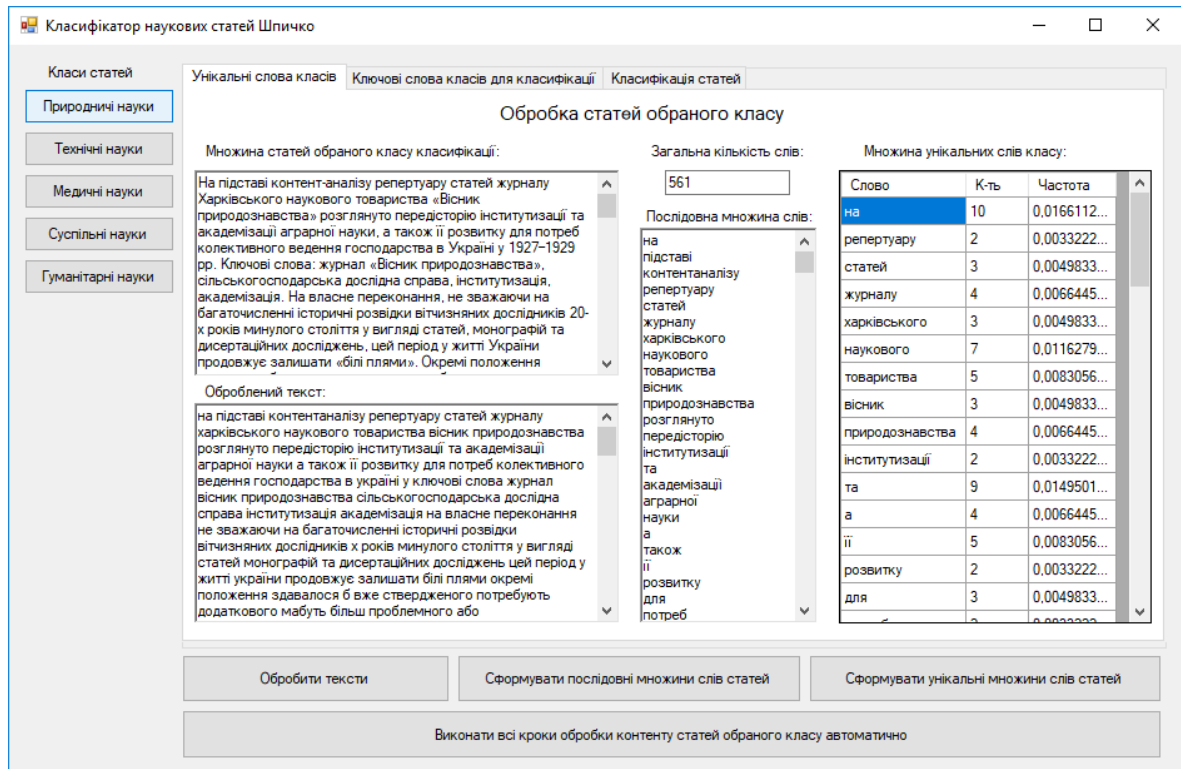 Класифікатор наукових статей Шпичко
Класи статей
Природничі науки
Технічні науки
Медичні науки
Суспільні науки
Гуманітарні науки
Унікальні слова класів
Ключові слова класів для класифікації
Класифікація статей
Обробка статей обраного класу
Множина статей обраного класу класифікації:
На підставі контент-аналізу репертуару статей журналу
Харківського наукового товариства «Вісник
природознавства» розглянуто передісторію інститутизації та
академізації аграрної науки, а також її розвитку для потреб
колективного ведення господарства в Україні у 1927–1929
рр. Ключові слова: журнал «Вісник природознавства»,
сільськогосподарська дослідна справа, інститутизація,
академізація. На власне переконання, не зважаючи на
багаточисленні історичні розвідки вітчизняних дослідників 20-
х років минулого століття у вигляді статей, монографій та
дисертаційних досліджень, цей період у житті України
продовжує залишати «білі плями». Окремі положення
Оброблений текст:
на підставі контентаналізу репертуару статей журналу
харківського наукового товариства вісник природознавства
розглянуто передісторію інститутизації та академізації
аграрної науки а також її розвитку для потреб колективного
ведення господарства в україні у ключові слова журнал
вісник природознавства сільськогосподарська дослідна
справа інститутизація академізація на власне переконання
не зважаючи на багаточисленні історичні розвідки
вітчизняних дослідників х років минулого століття у вигляді
статей монографій та дисертаційних досліджень цей період у
житті україни продовжує залишати білі плями окремі
положення здавалося б вже ствердженого потребують
додаткового мабуть більш проблемного або
Загальна кількість слів:
561
Послідовна множина слів:
на
підставі
контентаналізу
репертуару
статей
журналу
харківського
наукового
товариства
вісник
природознавства
розглянуто
передісторію
інститутизації
та
академізації
аграрної
науки
а
також
її
розвитку
для
потреб
Множина унікальних слів класу:
Слово К-ть Частота
на 10 0,0166112...
репертуару 2 0,0033222...
статей 3 0,0049833...
журналу 4 0,0066445...
харківського 3 0,0049833...
наукового 7 0,0116279...
товариства 5 0,0083056...
вісник 3 0,0049833...
природознавства 4 0,0066445...
інститутизації 2 0,0033222...
та 9 0,0149501...
а 4 0,0066445...
її 5 0,0083056...
розвитку 2 0,0033222...
для 3 0,0049833...
Обробити тексти
Сформувати послідовні множини слів статей
Сформувати унікальні множини слів статей
Виконати всі кроки обробки контенту статей обраного класу автоматично